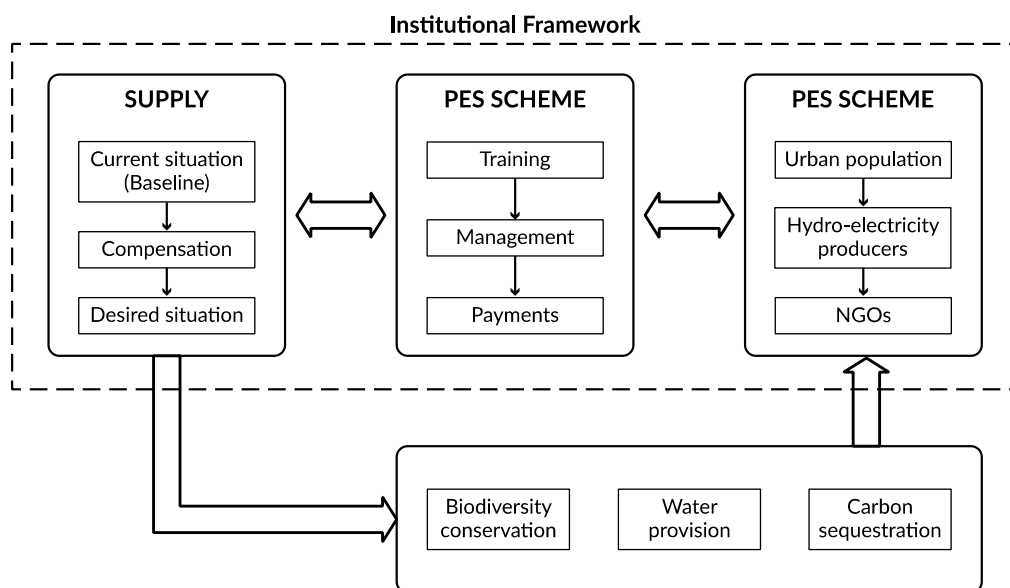 Institutional Framework
SUPPLY
Current situation
(Baseline)
Compensation
Desired situation
PES SCHEME
Training
Management
Payments
PES SCHEME
Urban population
Hydro-electricity
producers
NGOs
Biodiversity
conservation
Water
provision
Carbon
sequestration